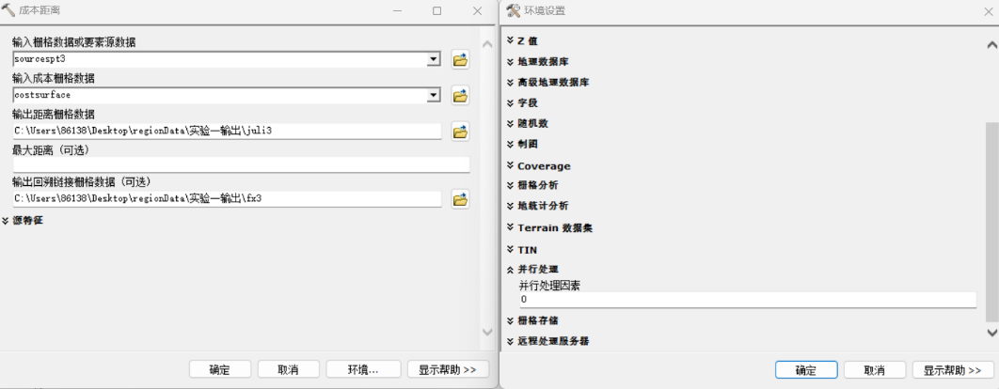 成本距离
输入栅格数据或要素源数据
sourcespt3
输入成本栅格数据
costsurface
输出距离栅格数据
C:\Users\86138\Desktop\regionData\实验一输出\juli3
最大距离 (可选)
输出回溯链接栅格数据 (可选)
C:\Users\86138\Desktop\regionData\实验一输出\fx3
源特征
确定
取消
环境...
显示帮助 >>
环境设置
Z 值
地理数据库
高级地理数据库
字段
随机数
制图
Coverage
栅格分析
地统计分析
Terrain 数据集
TIN
并行处理
并行处理因素
0
栅格存储
远程处理服务器
确定
取消
显示帮助 >>